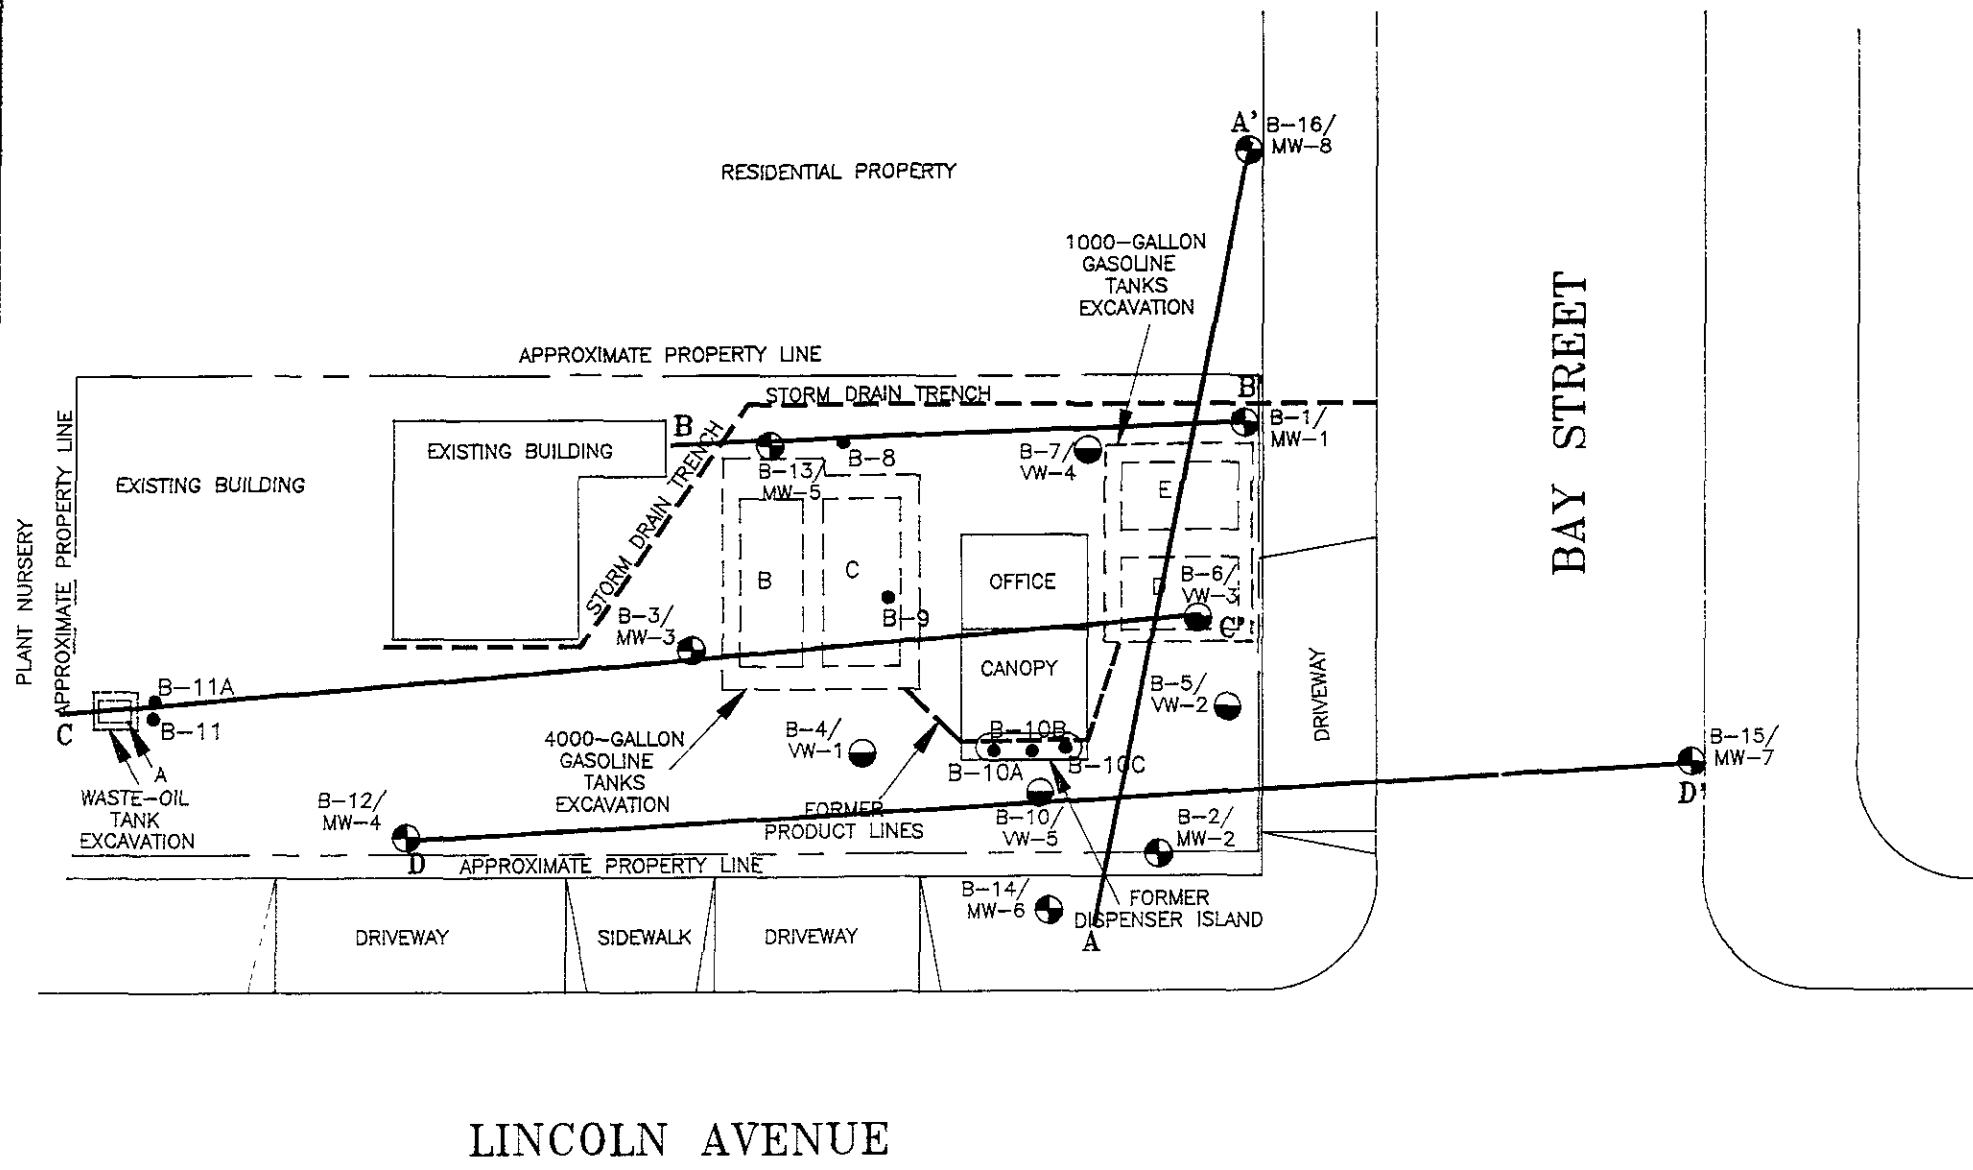 A'
B-16/
MW-8
RESIDENTIAL PROPERTY
1000-GALLON
GASOLINE
TANKS
EXCAVATION
BAY STREET
APPROXIMATE PROPERTY LINE
STORM DRAIN TRENCH
B'
B
B-1/
MW-1
EXISTING BUILDING
EXISTING BUILDING
STORM DRAIN TRENCH
B-13/
MW-5
B-8
B-7/
VW-4
E
PLANT NURSERY
APPROXIMATE PROPERTY LINE
B
C
OFFICE
D
B-6/
VW-3
B-9
B-3/
MW-3
C'
CANOPY
DRIVEWAY
B-11A
B-11
C
A
WASTE-OIL
TANK
EXCAVATION
4000-GALLON
GASOLINE
TANKS
EXCAVATION
B-4/
VW-1
B-5/
VW-2
B-10B
B-10A
B-10C
B-15/
MW-7
D'
B-12/
MW-4
D
FORMER
PRODUCT LINES
B-10/
VW-5
B-2/
MW-2
APPROXIMATE PROPERTY LINE
B-14/
MW-6
FORMER
DISPENSER ISLAND
A
DRIVEWAY
SIDEWALK
DRIVEWAY
LINCOLN AVENUE